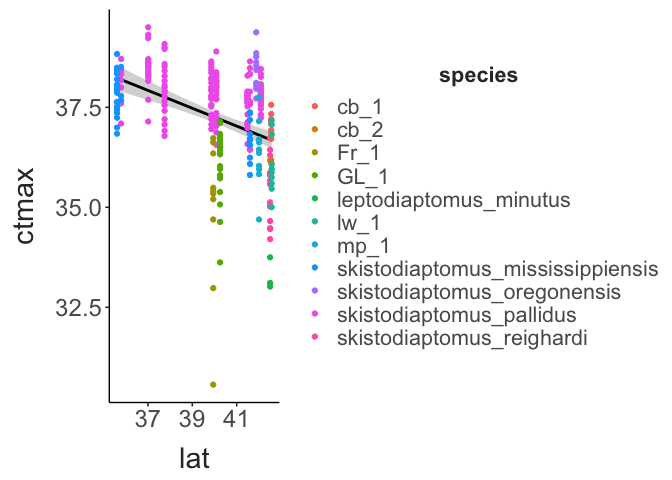 ctmax
37.5
35.0
32.5
37 39 41
lat
species
cb_1
cb_2
Fr_1
GL_1
leptodiaptomus_minutus
lw_1
mp_1
skistodiaptomus_mississippiensis
skistodiaptomus_oregonensis
skistodiaptomus_pallidus
skistodiaptomus_reighardi